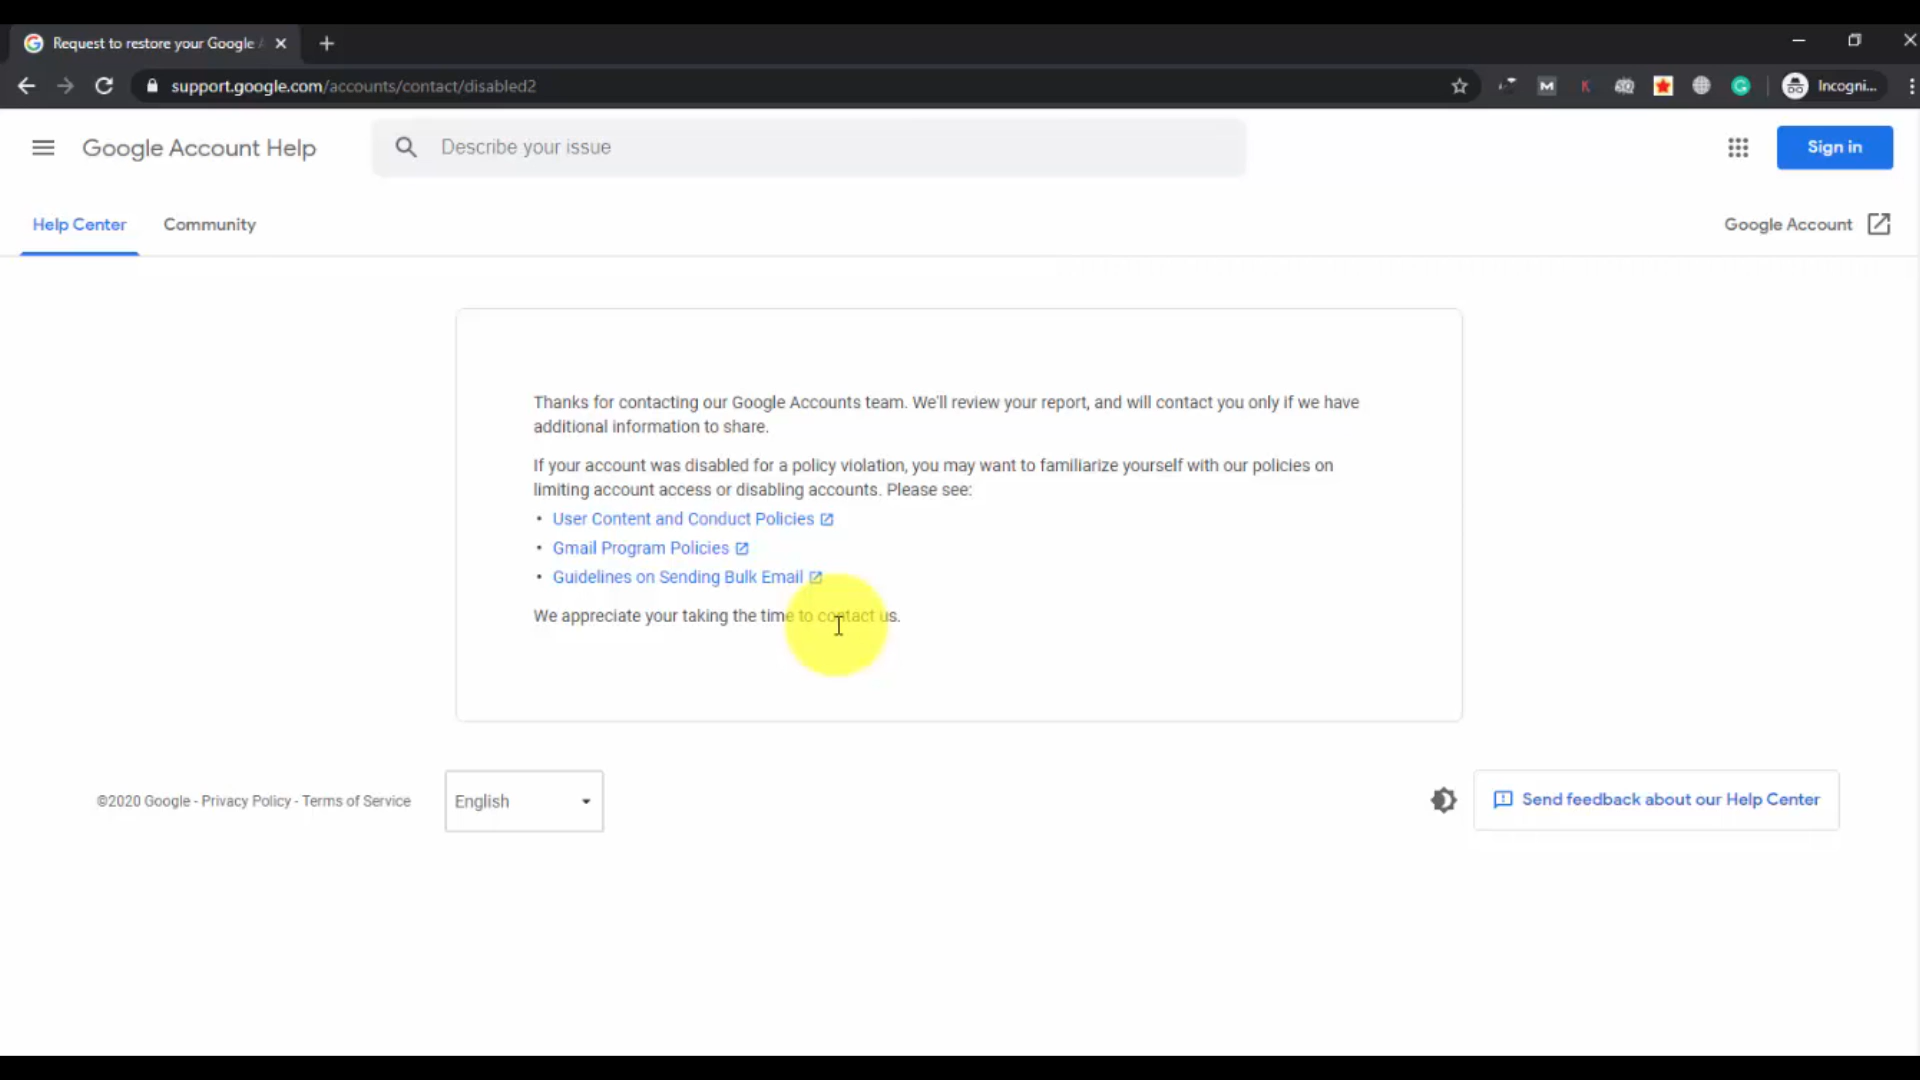 Request to restore your Google
support.google.com/accounts/contact/disabled2
Incogni...
Google Account Help
Describe your issue
Sign in
Help Center
Community
Google Account
Thanks for contacting our Google Accounts team. We'll review your report, and will contact you only if we have
additional information to share.
If your account was disabled for a policy violation, you may want to familiarize yourself with our policies on
limiting account access or disabling accounts. Please see:
• User Content and Conduct Policies
• Gmail Program Policies
• Guidelines on Sending Bulk Email
We appreciate your taking the time to contact us.
©2020 Google - Privacy Policy - Terms of Service
English
Send feedback about our Help Center